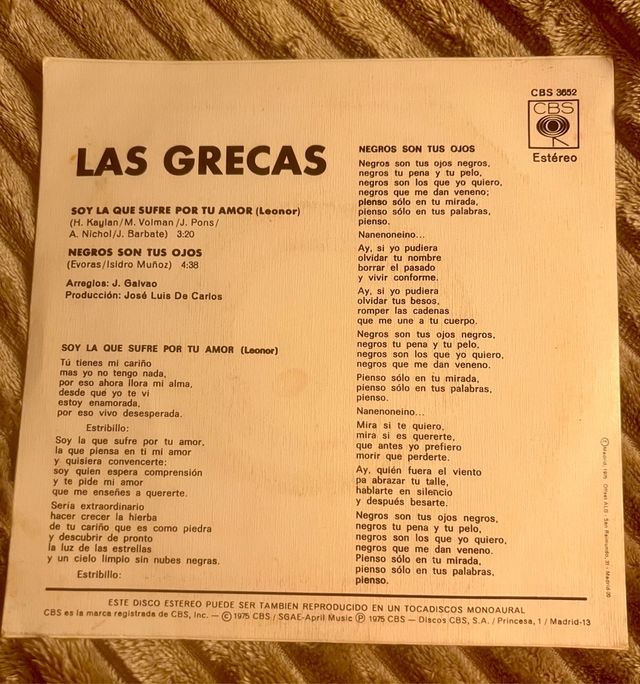 LAS GRECAS
SOY LA QUE SUFRE POR TU AMOR (Leonor)
(H. Kaylan/M. Volman/J. Pons/
A. Nichol/J. Barbate) 3:20
NEGROS SON TUS OJOS
(Evoras/Isidro Muñoz) 4:38
Arreglos: J. Galvao
Producción: José Luis De Carlos
SOY LA QUE SUFRE POR TU AMOR (Leonor)
Tú tienes mi cariño
mas yo no tengo nada,
por eso ahora llora mi alma,
desde que yo te vi
estoy enamorada,
por eso vivo desesperada.
Estribillo:
Soy la que sufre por tu amor,
la que piensa en ti mi amor
y quisiera convencerte:
soy quien espera comprensión
y te pide mi amor
que me enseñes a quererte.
Sería extraordinario
hacer crecer la hierba
de tu cariño que es como piedra
y descubrir de pronto
la luz de las estrellas
y un cielo limpio sin nubes negras.
Estribillo:
CBS 3652
CBS
Estéreo
NEGROS SON TUS OJOS
Negros son tus ojos negros,
negros tu pena y tu pelo,
negros son los que yo quiero,
negros que me dan veneno;
pienso sólo en tu mirada,
pienso sólo en tus palabras,
pienso.
Nanenoneino...
Ay, si yo pudiera
olvidar tu nombre
borrar el pasado
y vivir conforme.
Ay, si yo pudiera
olvidar tus besos,
romper las cadenas
que me une a tu cuerpo.
Negros son tus ojos negros,
negros tu pena y tu pelo,
negros son los que yo quiero,
negros que me dan veneno.
Pienso sólo en tu mirada,
pienso sólo en tus palabras,
pienso.
Nanenoneino...
Mira si te quiero,
mira si es quererte,
que antes yo prefiero
morir que perderte.
Ay, quién fuera el viento
pa abrazar tu talle,
hablarte en silencio
y después besarte.
Negros son tus ojos negros,
negros tu pena y tu pelo,
negros son los que yo quiero,
negros que me dan veneno.
Pienso sólo en tu mirada,
pienso sólo en tus palabras,
pienso.
Madrid, 1975 Offset ALG - San Raimundo, - Madrid-20
ESTE DISCO ESTEREO PUEDE SER TAMBIEN REPRODUCIDO EN UN TOCADISCOS MONOAURAL
CBS es la marca registrada de CBS, Inc. — © 1975 CBS / SGAE-April Music ℗ 1975 CBS — Discos CBS, S.A. / Princesa, 1 / Madrid-13